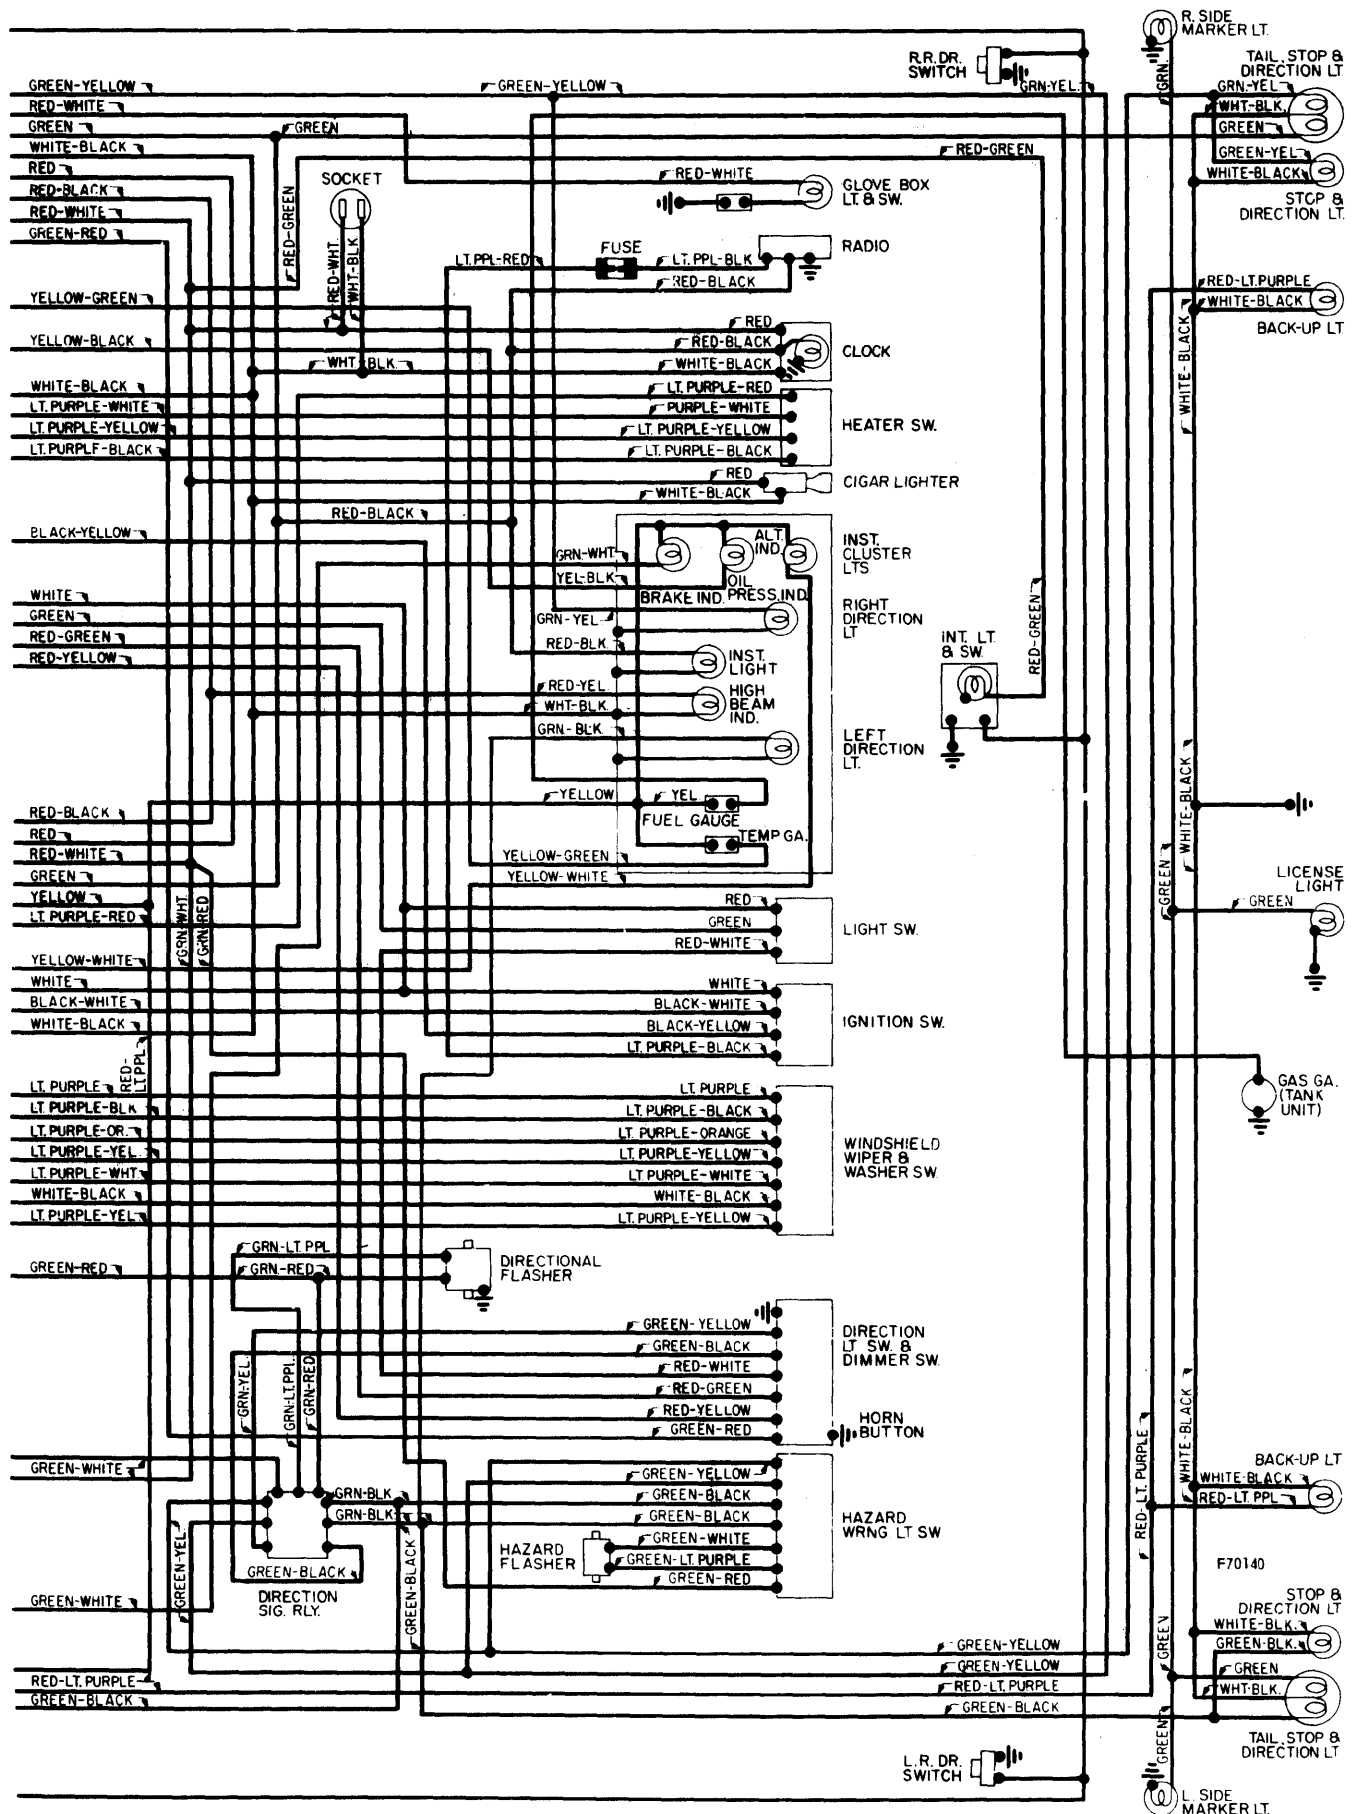 R. SIDE
MARKER LT.
R.R. DR.
SWITCH
GRN.
TAIL, STOP &
DIRECTION LT
GREEN-YELLOW
GREEN-YELLOW
GRN-YEL.
GRN.-YEL
RED-WHITE
WHT-BLK.
GREEN
GREEN
GREEN
WHITE-BLACK
RED-GREEN
GREEN-YEL.
RED
SOCKET
RED-WHITE
WHITE-BLACK
RED-BLACK
GLOVE BOX
LT. & SW.
STOP &
DIRECTION LT.
RED-WHITE
GREEN-RED
RED-GREEN
RED-WHT.
WHT-BLK
FUSE
RADIO
LT. PPL-RED
LT. PPL-BLK
RED-BLACK
RED-LT.PURPLE
WHITE-BLACK
BACK-UP LT
YELLOW-GREEN
RED
YELLOW-BLACK
RED-BLACK
CLOCK
WHT-BLK.
WHITE-BLACK
WHITE-BLACK
WHITE-BLACK
LT. PURPLE-RED
LT. PURPLE-WHITE
PURPLE-WHITE
HEATER SW.
LT. PURPLE-YELLOW
LT. PURPLE-YELLOW
LT. PURPLE-BLACK
LT. PURPLE-BLACK
RED
CIGAR LIGHTER
WHITE-BLACK
RED-BLACK
BLACK-YELLOW
ALT.
IND.
INST.
CLUSTER
LTS
GRN-WHT.
YEL-BLK
BRAKE IND.
OIL
PRESS. IND.
WHITE
GRN-YEL
RIGHT
DIRECTION
LT
GREEN
RED-GREEN
RED-BLK.
INST.
LIGHT
INT. LT.
& SW.
RED-GREEN
RED-YELLOW
RED-YEL.
HIGH
BEAM
IND.
WHT-BLK.
GRN-BLK.
LEFT
DIRECTION
LT.
WHITE-BLACK
YELLOW
YEL
FUEL GAUGE
RED-BLACK
RED
TEMP GA.
RED-WHITE
YELLOW-GREEN
GREEN
YELLOW-WHITE
GREEN
LICENSE
LIGHT
YELLOW
RED
GREEN
LT. PURPLE-RED
GRN-WHT.
GRN-RED
GREEN
LIGHT SW.
RED-WHITE
YELLOW-WHITE
WHITE
WHITE
BLACK-WHITE
BLACK-WHITE
WHITE-BLACK
BLACK-YELLOW
IGNITION SW.
LT. PURPLE-BLACK
RED-
LT PPL.
GAS GA.
(TANK
UNIT)
LT. PURPLE
LT. PURPLE
LT. PURPLE-BLK
LT. PURPLE-BLACK
LT. PURPLE-OR.
LT. PURPLE-ORANGE
WINDSHIELD
WIPER &
WASHER SW.
LT. PURPLE-YEL.
LT. PURPLE-YELLOW
LT. PURPLE-WHT.
LT. PURPLE-WHITE
WHITE-BLACK
WHITE-BLACK
LT. PURPLE-YEL
LT. PURPLE-YELLOW
GRN-LT. PPL
GREEN-RED
GRN-RED
DIRECTIONAL
FLASHER
GREEN-YELLOW
DIRECTION
LT SW. &
DIMMER SW.
GREEN-BLACK
RED-WHITE
GRN-YEL.
GRN-LT.PPL.
GRN-RED
RED-GREEN
RED-YELLOW
HORN
BUTTON
GREEN-RED
RED-LT. PURPLE
WHITE-BLACK
BACK-UP LT
GREEN-WHITE
GREEN-YELLOW
WHITE-BLACK
GRN-BLK
GREEN-BLACK
RED-LT. PPL
GRN-BLK.
GREEN-BLACK
HAZARD
WRNG LT SW
GREEN-YEL.
GREEN-BLACK
HAZARD
FLASHER
GREEN-WHITE
GREEN-LT. PURPLE
F70140
GREEN-BLACK
GREEN-RED
GREEN-WHITE
DIRECTION
SIG. RLY.
STOP &
DIRECTION LT
GREEN
WHITE-BLK.
GREEN-YELLOW
GREEN-BLK.
GREEN-YELLOW
GREEN
RED-LT. PURPLE
RED-LT. PURPLE
WHT-BLK.
GREEN-BLACK
GREEN-BLACK
GREEN
TAIL, STOP &
DIRECTION LT
L.R. DR.
SWITCH
L. SIDE
MARKER LT.